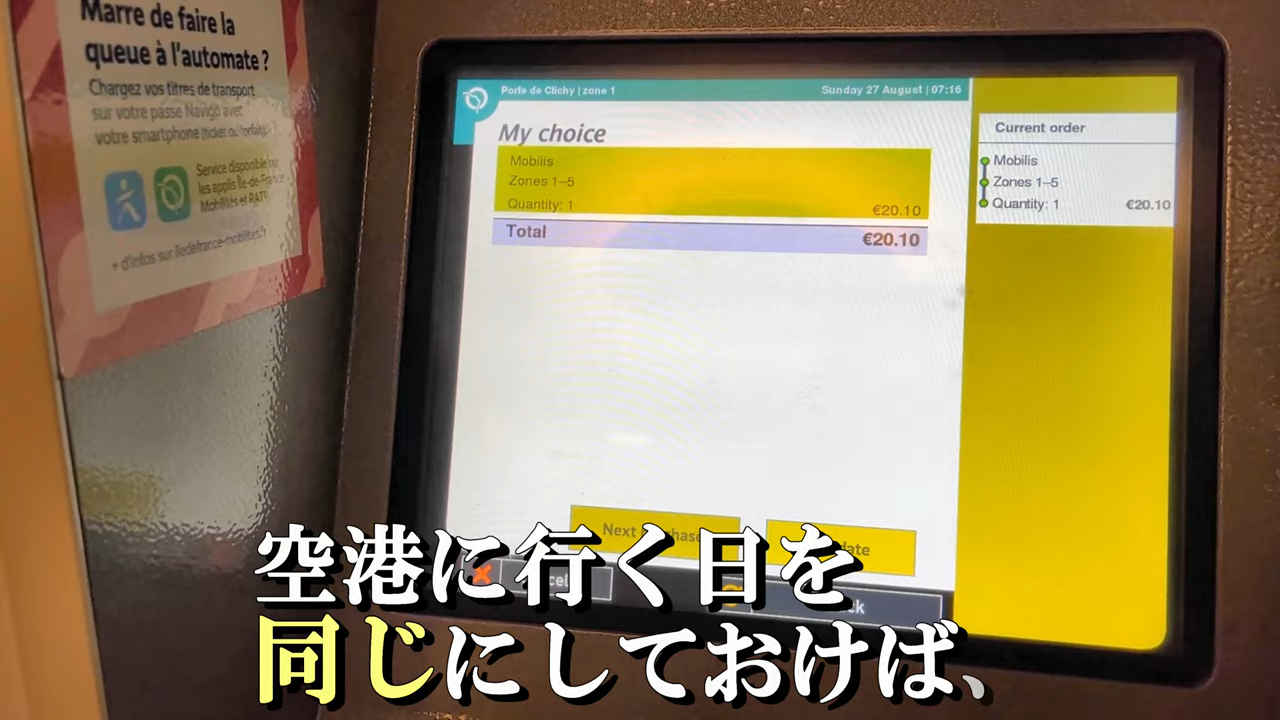 Marre de faire la
queue à l'automate ?
Chargez vos titres de transport
sur votre passe Navigo avec
votre smartphone (ticket ou forfait).
Service disponible sur
les applis Île-de-France
Mobilités et RATP
+ d'infos sur iledefrance-mobilites.fr
Porte de Clichy | zone 1
Sunday 27 August | 07:16
My choice
Mobilis
Zones 1–5
Quantity: 1
€20.10
Total
€20.10
Current order
Mobilis
Zones 1–5
Quantity: 1
€20.10
Next
空港に行く日を
同じにしておけば、